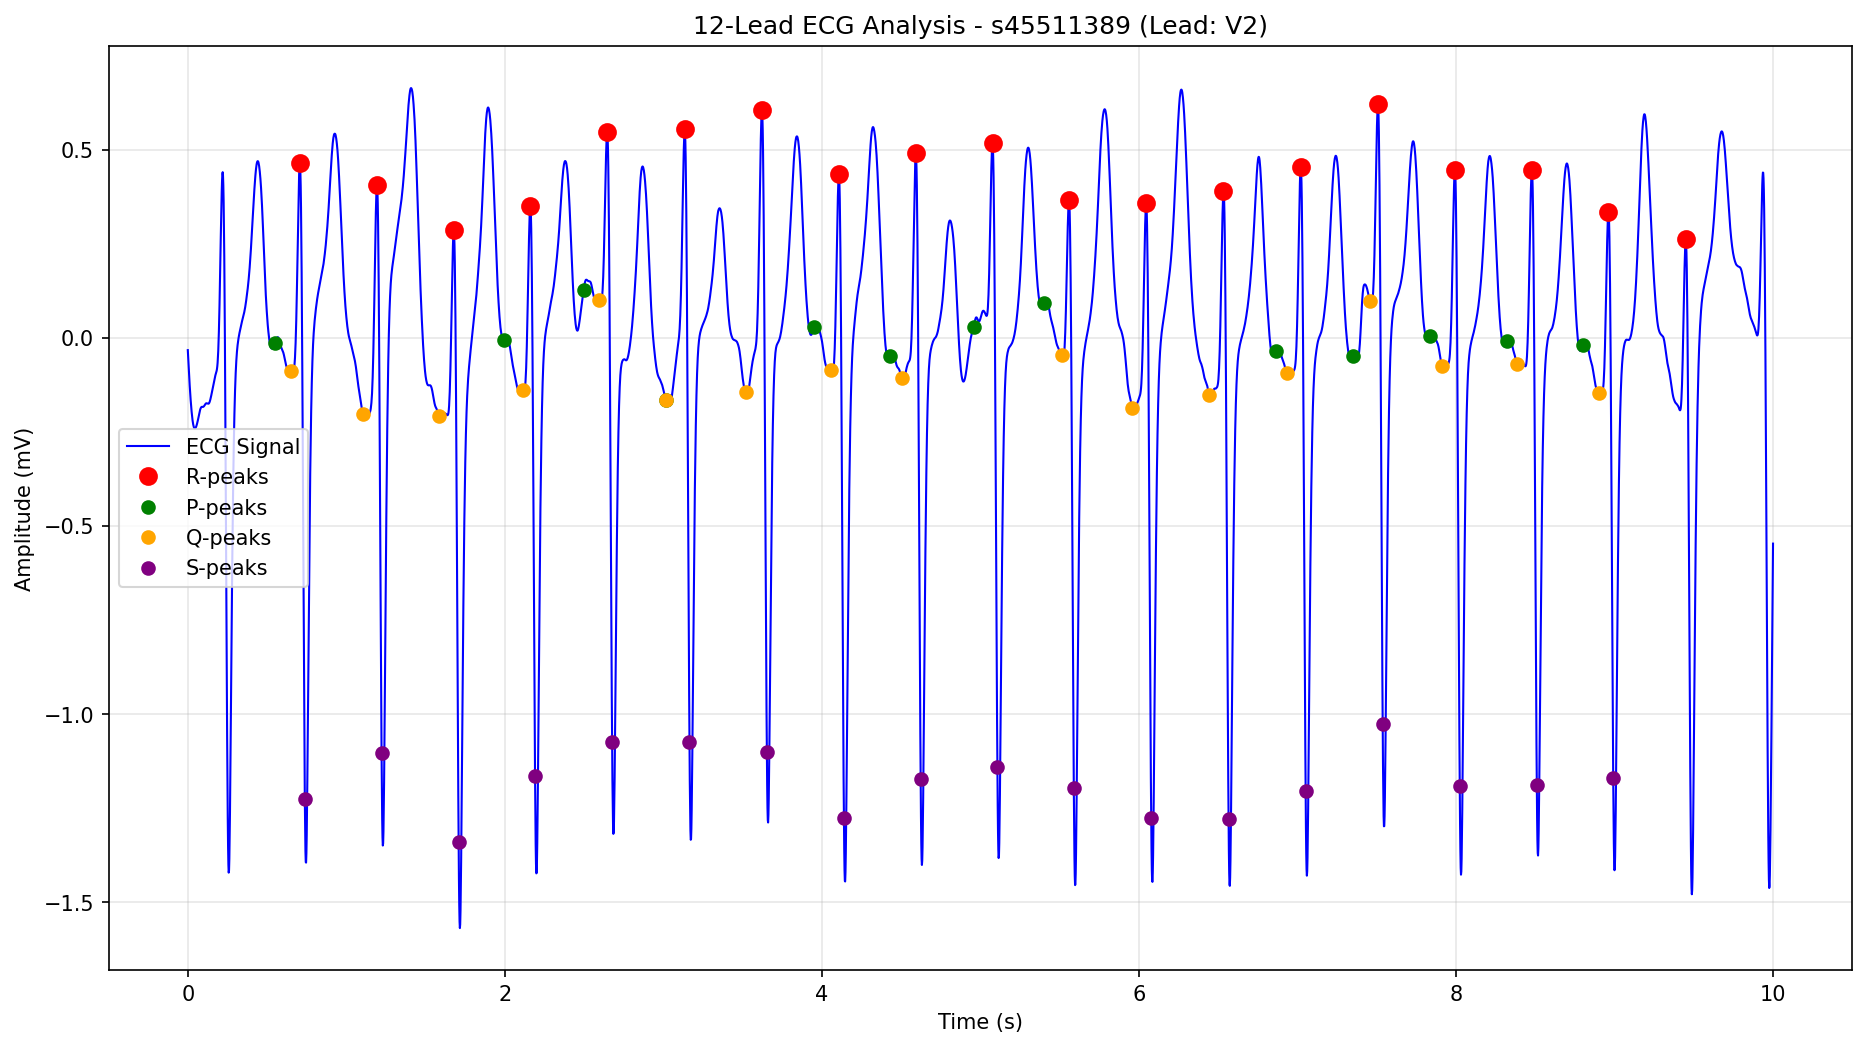 12-Lead ECG Analysis - s45511389 (Lead: V2)
0.5
0.0
−0.5
−1.0
−1.5
Amplitude (mV)
ECG Signal
R-peaks
P-peaks
Q-peaks
S-peaks
0 2 4 6 8 10
Time (s)